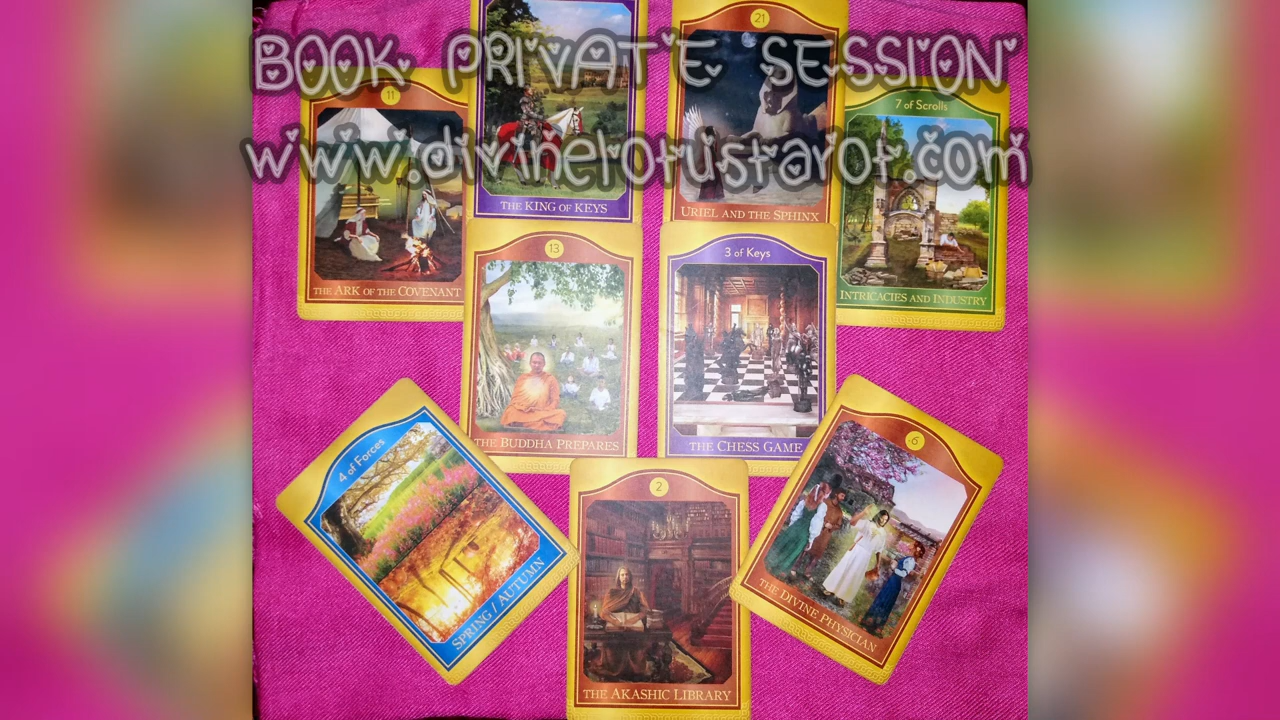 BOOK PRIVATE SESSION
www.divinelotustarot.com
11
THE ARK OF THE COVENANT
THE KING OF KEYS
21
URIEL AND THE SPHINX
7 of Scrolls
INTRICACIES AND INDUSTRY
13
THE BUDDHA PREPARES
3 of Keys
THE CHESS GAME
4 of Forces
SPRING / AUTUMN
2
THE AKASHIC LIBRARY
6
THE DIVINE PHYSICIAN